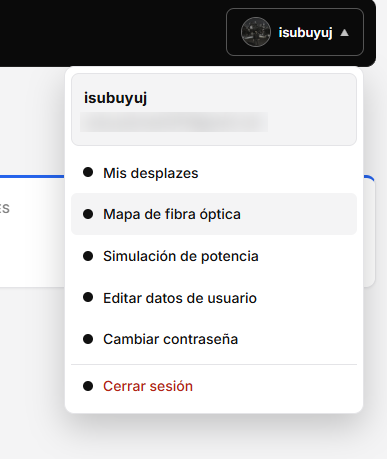 isubuyuj
isubuyuj
ES
Mis desplazes
Mapa de fibra óptica
Simulación de potencia
Editar datos de usuario
Cambiar contraseña
Cerrar sesión